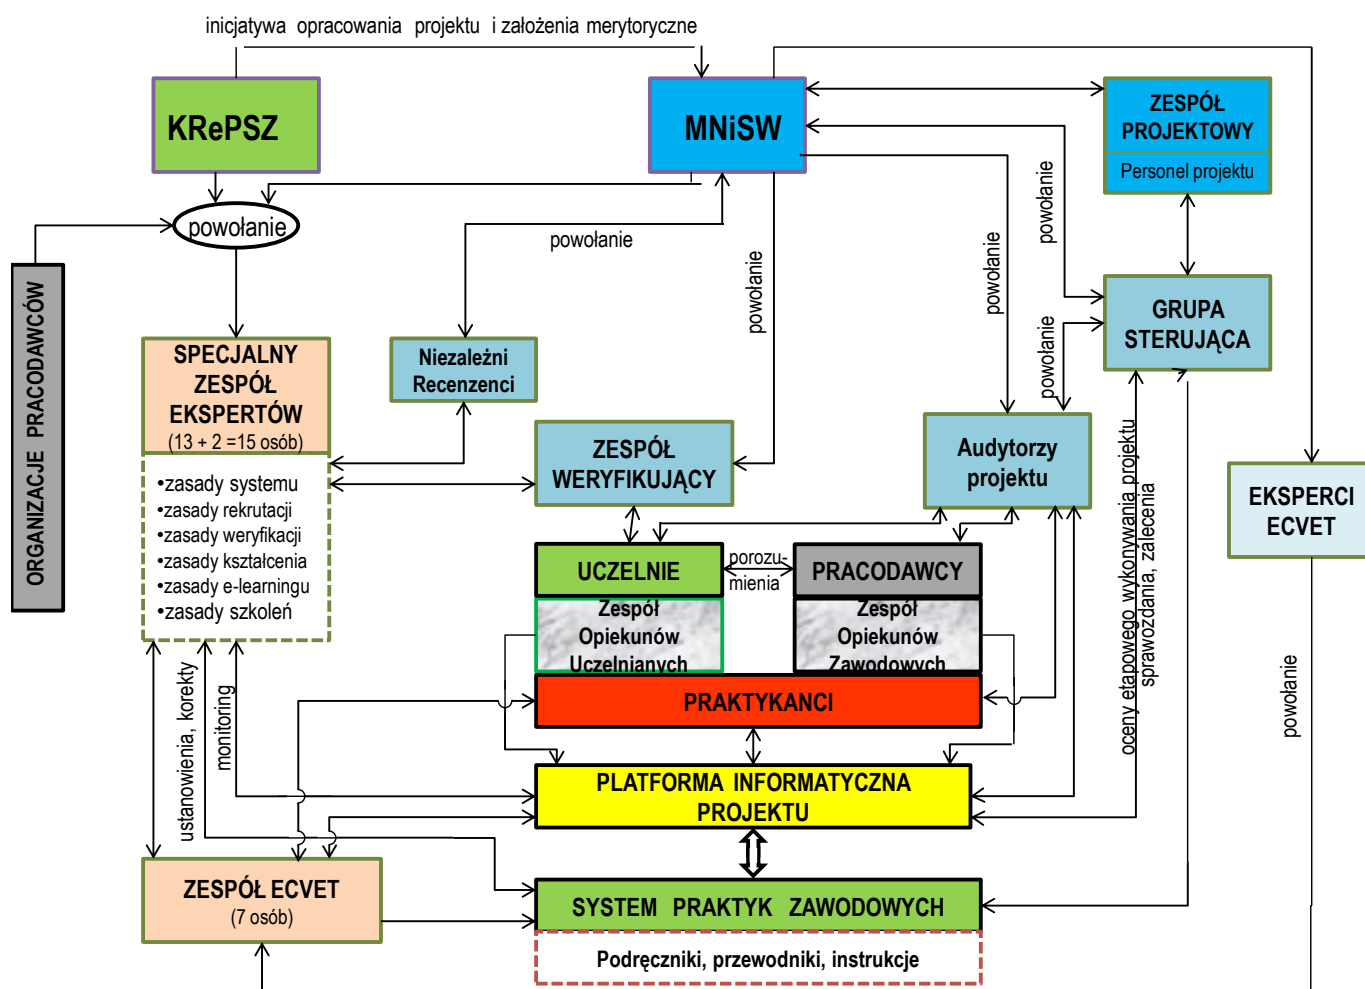 inicjatywa opracowania projektu i założenia merytoryczne
KRePSZ
MNiSW
ZESPÓŁ
PROJEKTOWY
Personel projektu
powołanie
powołanie
powołanie
powołanie
powołanie
powołanie
ORGANIZACJE PRACODAWCÓW
GRUPA
STERUJĄCA
SPECJALNY
ZESPÓŁ
EKSPERTÓW
(13 + 2 =15 osób)
Niezależni
Recenzenci
ZESPÓŁ
WERYFIKUJĄCY
Audytorzy
projektu
EKSPERCI
ECVET
•zasady systemu
•zasady rekrutacji
•zasady weryfikacji
•zasady kształcenia
•zasady e-learningu
•zasady szkoleń
UCZELNIE
porozu-
mienia
PRACODAWCY
Zespół
Opiekunów
Uczelnianych
Zespół
Opiekunów
Zawodowych
PRAKTYKANCI
oceny etapowego wykonywania projektu
sprawozdania, zalecenia
powołanie
ustanowienia, korekty
monitoring
PLATFORMA INFORMATYCZNA
PROJEKTU
ZESPÓŁ ECVET
(7 osób)
SYSTEM PRAKTYK ZAWODOWYCH
Podręczniki, przewodniki, instrukcje